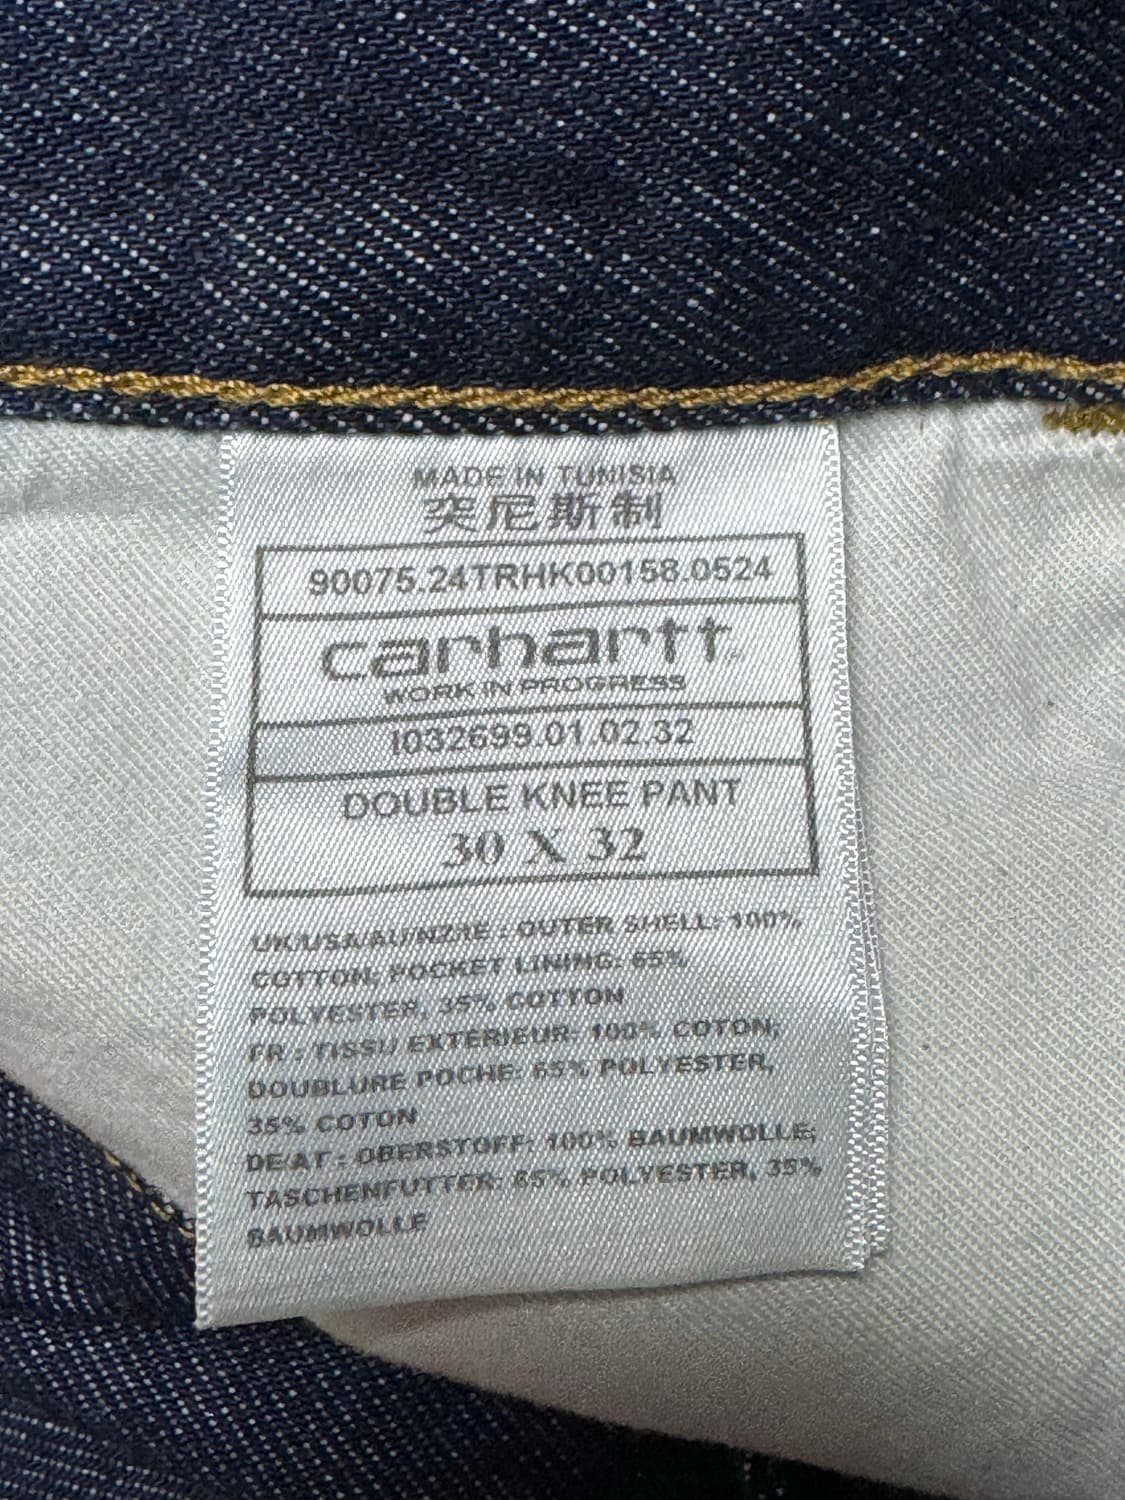 MADE IN TUNISIA
突尼斯制
90075.24TRHK00158.0524
carhartt
WORK IN PROGRESS
I032699.01.02.32
DOUBLE KNEE PANT
30 X 32
UK/USA/AU/NZ/IE : OUTER SHELL: 100%
COTTON; POCKET LINING: 65%
POLYESTER, 35% COTTON
FR : TISSU EXTERIEUR: 100% COTON;
DOUBLURE POCHE: 65% POLYESTER,
35% COTON
DE/AT : OBERSTOFF: 100% BAUMWOLLE;
TASCHENFUTTER: 65% POLYESTER, 35%
BAUMWOLLE